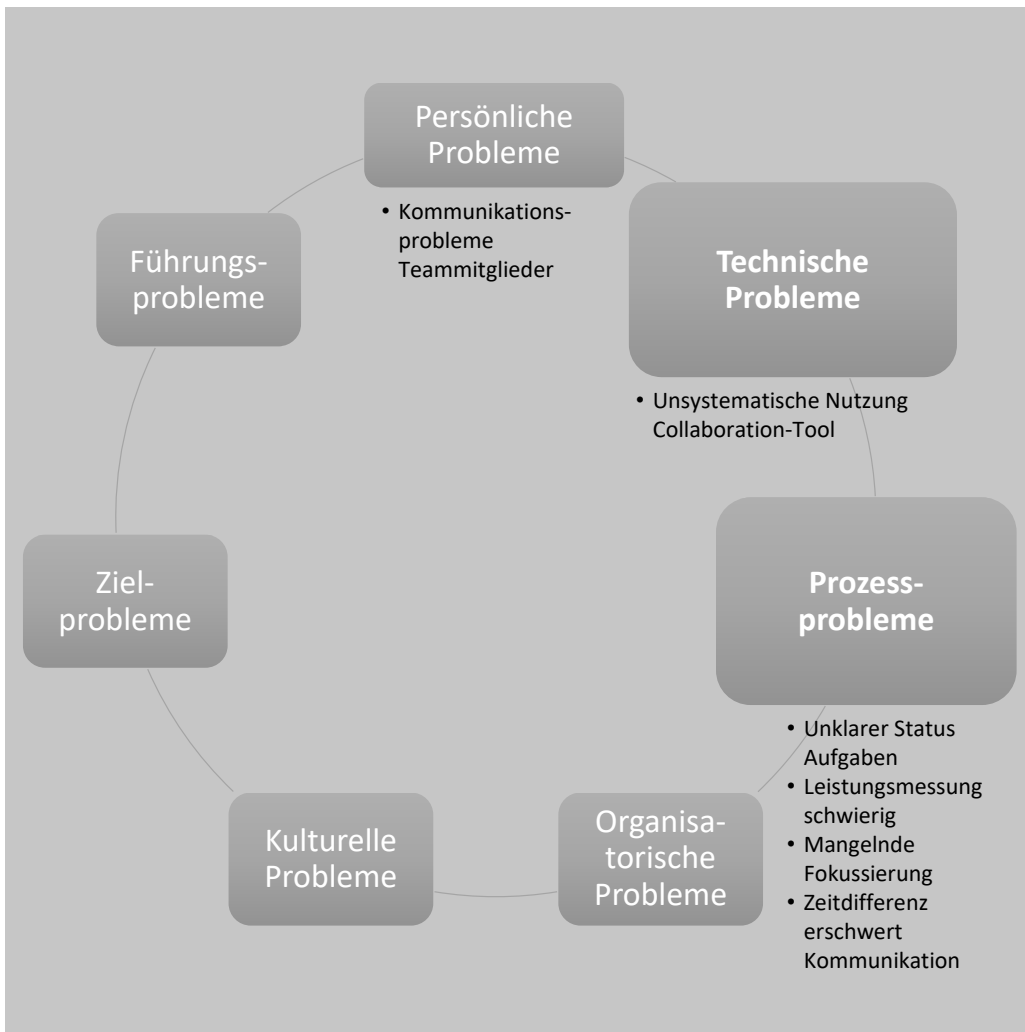 Persönliche
Probleme
• Kommunikations-
probleme
Teammitglieder
Technische
Probleme
• Unsystematische Nutzung
Collaboration-Tool
Prozess-
probleme
• Unklarer Status
Aufgaben
• Leistungsmessung
schwierig
• Mangelnde
Fokussierung
• Zeitdifferenz
erschwert
Kommunikation
Organisa-
torische
Probleme
Kulturelle
Probleme
Ziel-
probleme
Führungs-
probleme